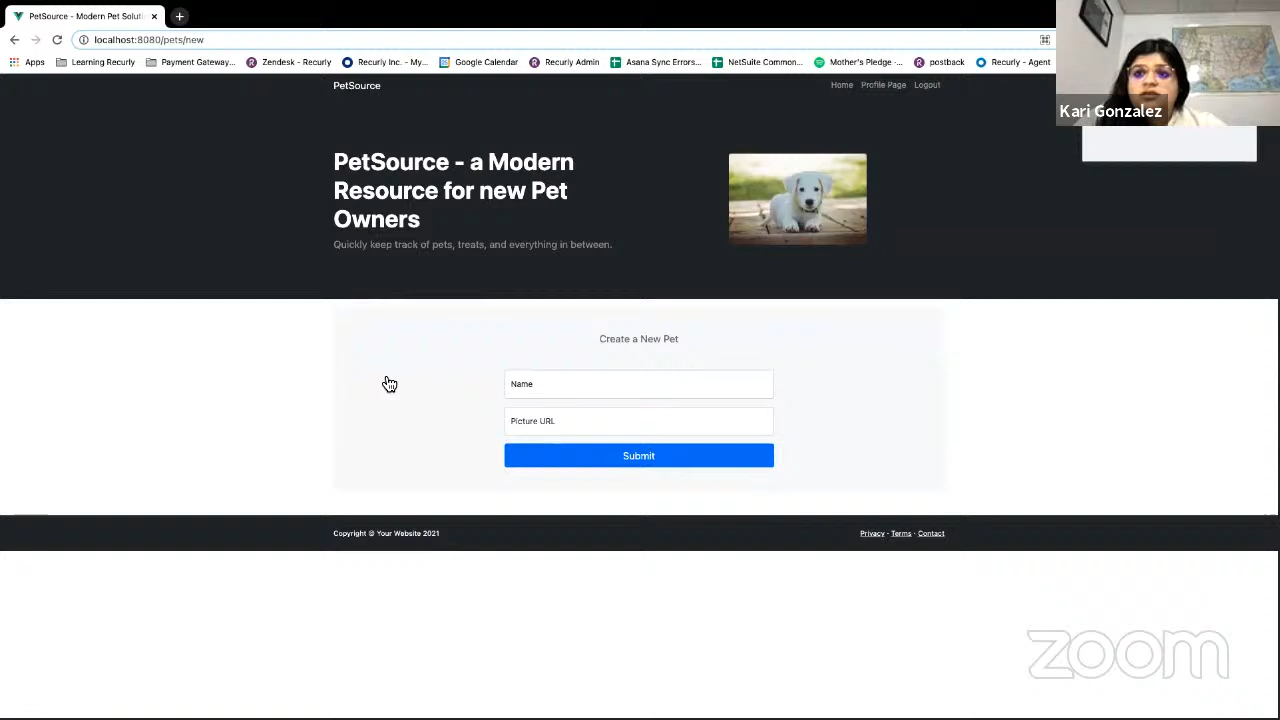 PetSource - Modern Pet Soluti
localhost:8080/pets/new
Apps Learning Recurly Payment Gateway... Zendesk - Recurly Recurly Inc. - My... Google Calendar Recurly Admin Asana Sync Errors... NetSuite Common... Mother's Pledge -... postback Recurly - Agent
Kari Gonzalez
PetSource Home Profile Page Logout
PetSource - a Modern
Resource for new Pet
Owners
Quickly keep track of pets, treats, and everything in between.
Create a New Pet
Name
Picture URL
Submit
Copyright © Your Website 2021 Privacy · Terms · Contact
zoom